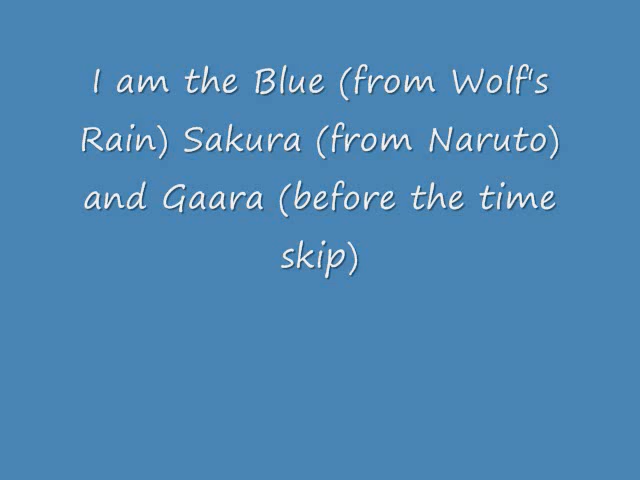 I am the Blue (from Wolf's
Rain) Sakura (from Naruto)
and Gaara (before the time
skip)